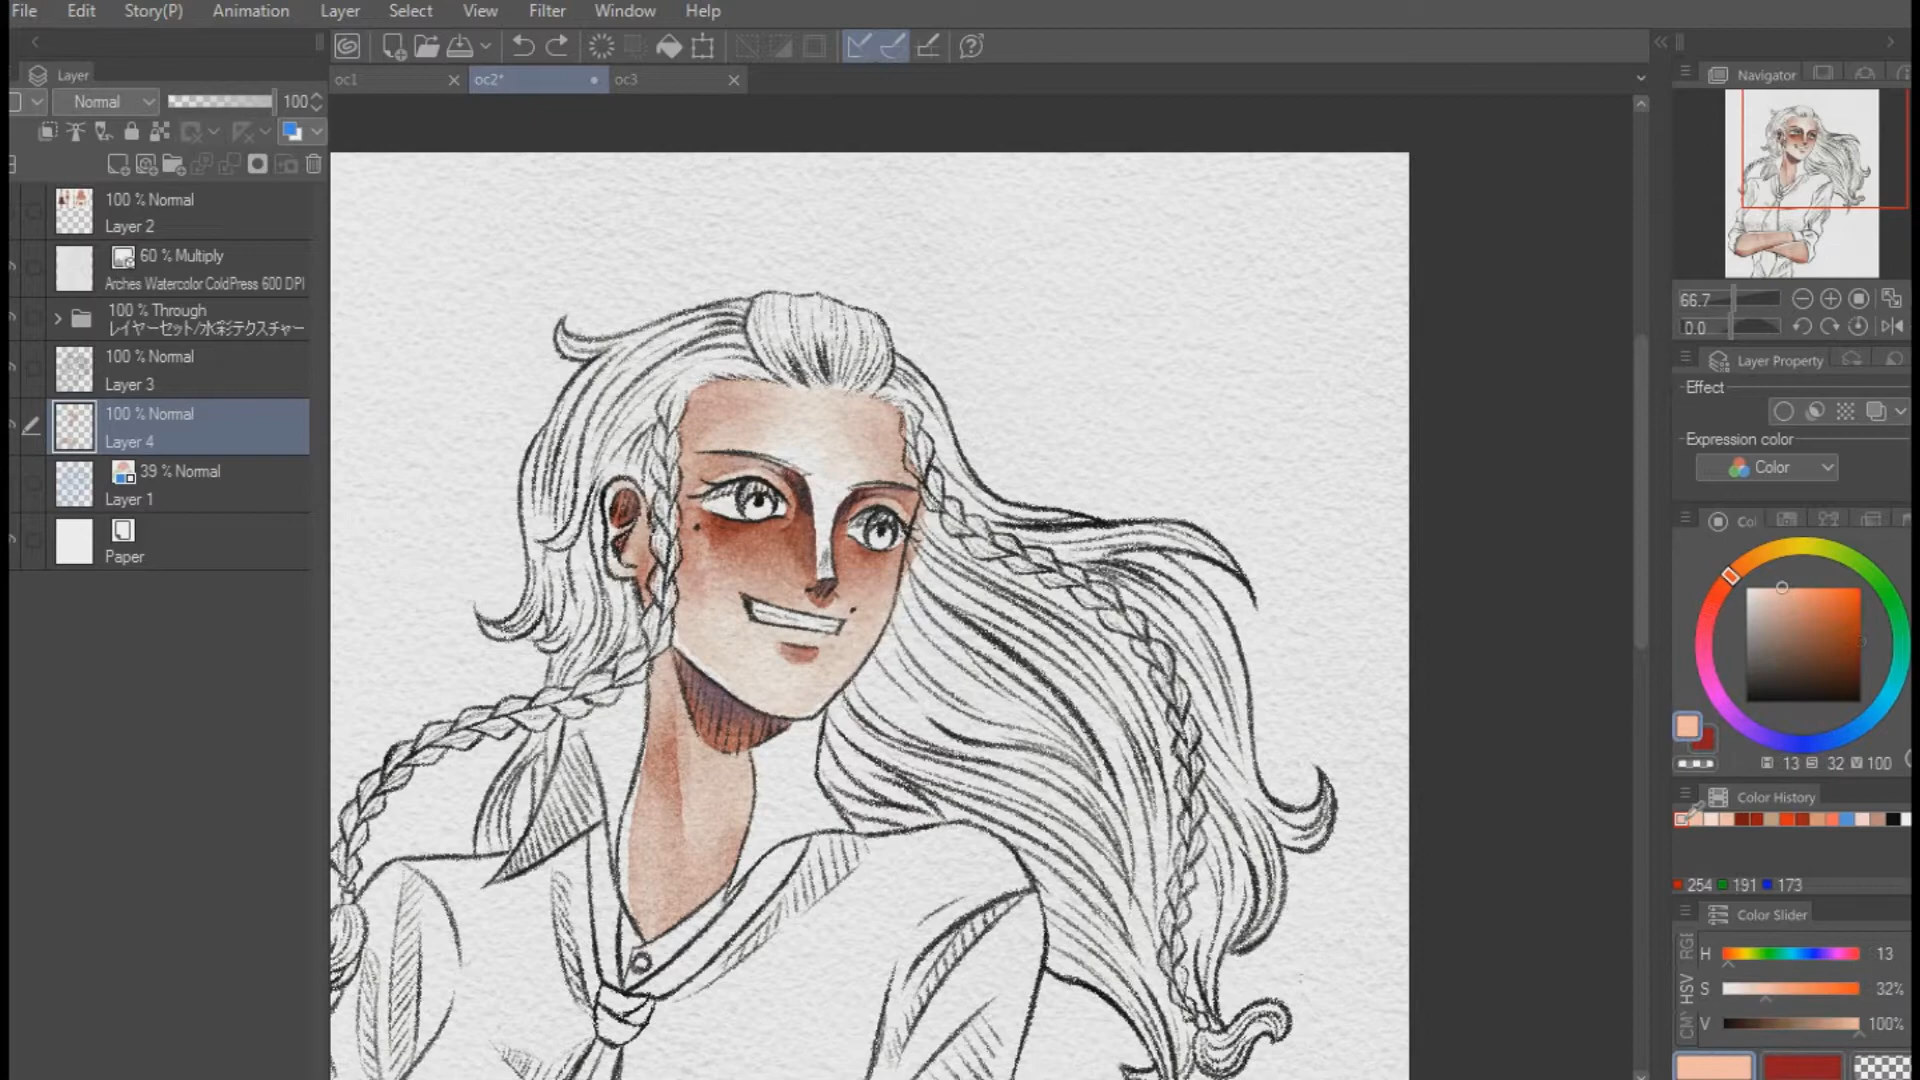 File Edit Story(P) Animation Layer Select View Filter Window Help
Layer
oc1 oc2* oc3
Navigator
Normal 100
100 % Normal
Layer 2
60 % Multiply
Arches Watercolor ColdPress 600 DPI
100 % Through
レイヤーセット/水彩テクスチャー
100 % Normal
Layer 3
100 % Normal
Layer 4
39 % Normal
Layer 1
Paper
66.7
0.0
Layer Property
Effect
Expression color
Color
Col
H 13 S 32 V 100
Color History
254 191 173
Color Slider
RGB
HSV
CMY
H 13
S 32%
V 100%